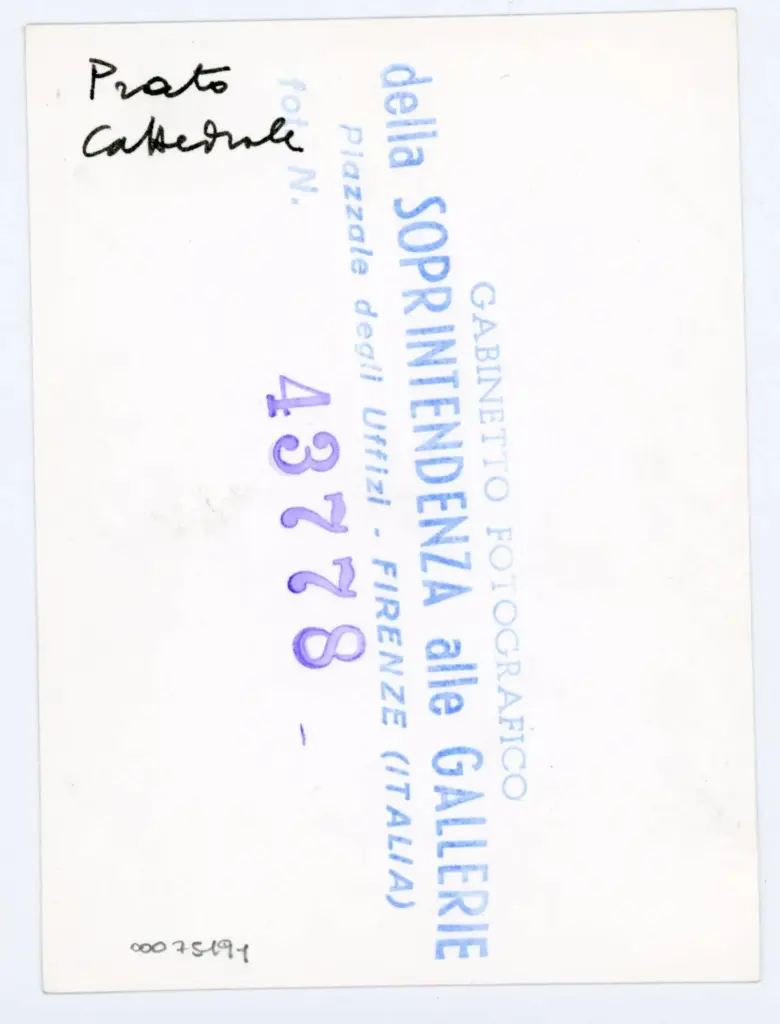 Prato
Cattedrale
GABINETTO FOTOGRAFICO
della SOPRINTENDENZA alle GALLERIE
Piazzale degli Uffizi - FIRENZE (ITALIA)
foto N.
43778 -
00075191